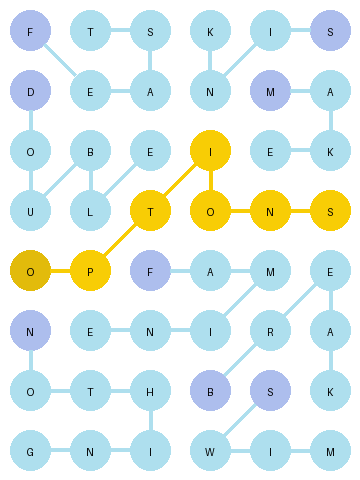 F T S K I S
D E A N M A
O B E I E K
U L T O N S
O P F A M E
N E N I R A
O T H B S K
G N I W I M